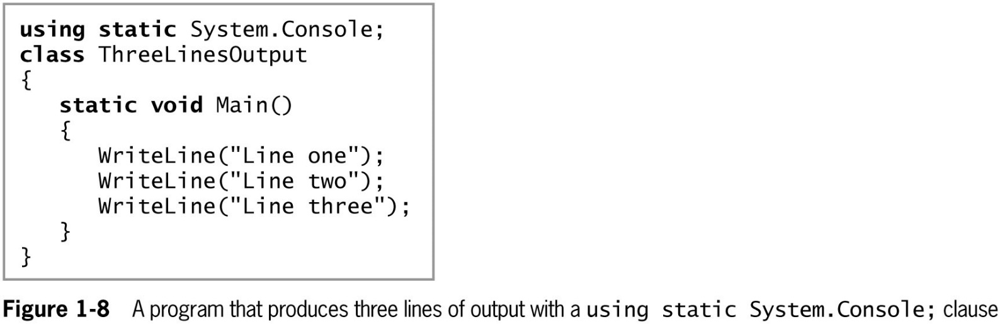 using static System.Console;
class ThreeLinesOutput
{
   static void Main()
   {
      WriteLine("Line one");
      WriteLine("Line two");
      WriteLine("Line three");
   }
}
Figure 1-8 A program that produces three lines of output with a using static System.Console; clause